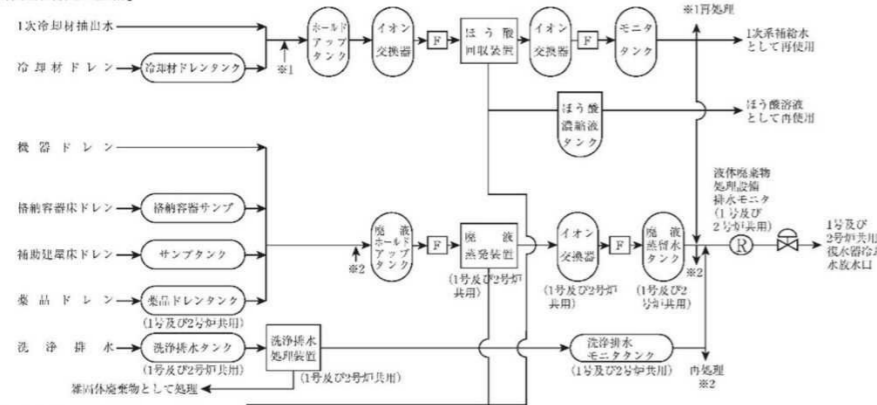 1次冷却材抽出水
冷却材ドレン
冷却材ドレンタンク
※1
ホールド
アップ
タンク
イオン
交換器
F
ほう酸
回収装置
イオン
交換器
F
モニタ
タンク
※1再処理
1次系補給水
として再使用
ほう酸
濃縮液
タンク
ほう酸溶液
として再使用
機器ドレン
格納容器床ドレン
格納容器サンプ
補助建屋床ドレン
サンプタンク
薬品ドレン
薬品ドレンタンク
(1号及び2号炉共用)
※2
廃液
ホールド
アップ
タンク
F
廃液
蒸発装置
(1号及び2号炉
共用)
イオン
交換器
(1号及び2号炉
共用)
F
廃液
蒸留水
タンク
(1号及び2
号炉共用)
※2
液体廃棄物
処理設備
排水モニタ
(1号及び
2号炉共用)
R
1号及び
2号炉共用
復水器冷却
水放水口
洗浄排水
洗浄排水タンク
(1号及び2号炉共用)
洗浄排水
処理装置
(1号及び2号炉共用)
雑固体廃棄物として処理
洗浄排水
モニタタンク
(1号及び2号炉共用)
再処理
※2